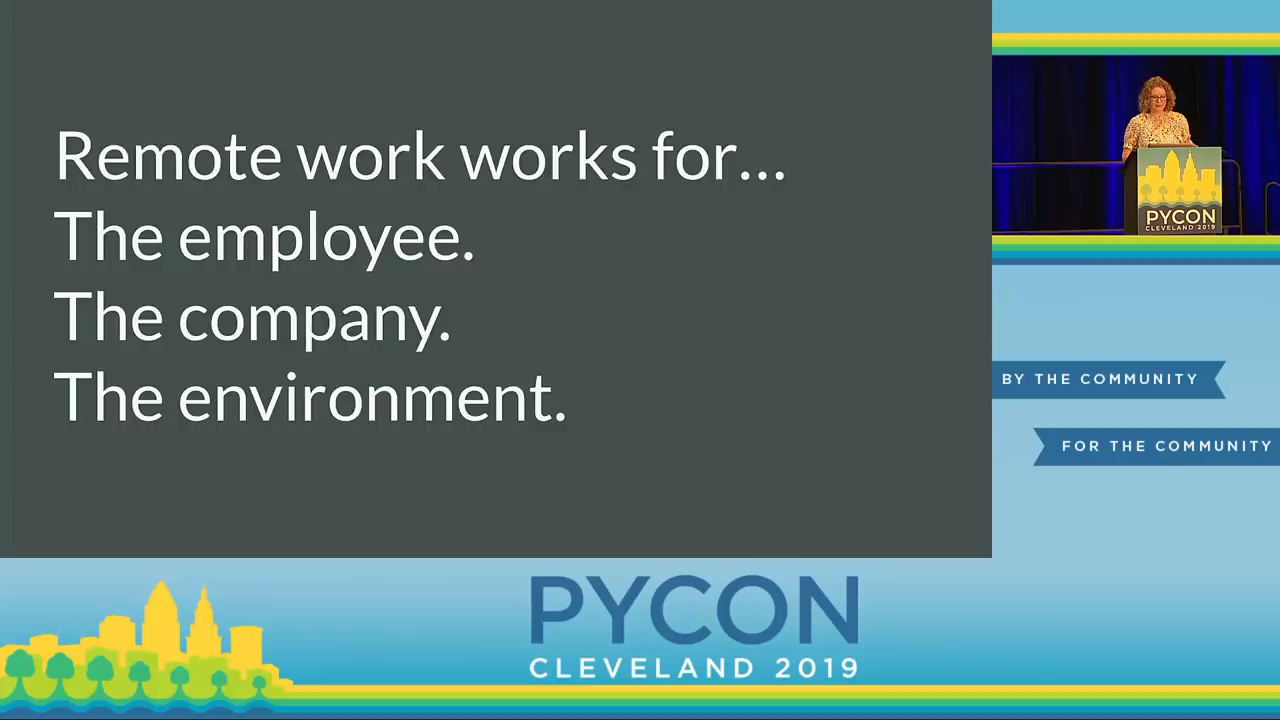 Remote work works for...
The employee.
The company.
The environment.
PYCON
CLEVELAND 2019
BY THE COMMUNITY
FOR THE COMMUNITY
PYCON
CLEVELAND 2019